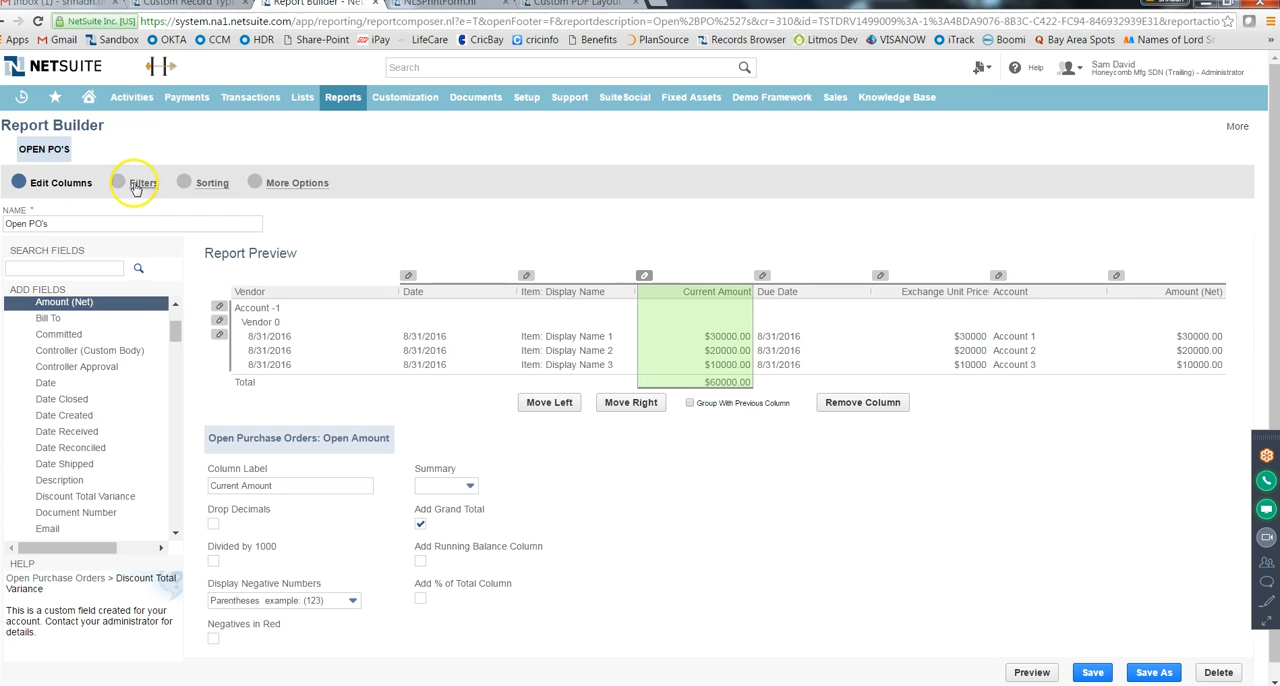 Custom Record Type
NLSPrintForm.nl
Custom PDF Layout
NetSuite Inc. [US] https://system.na1.netsuite.com/app/reporting/reportcomposer.nl?e=T&openFooter=F&reportdescription=Open%2BPO%2527s&cr=310&id=TSTDRV1499009%3A-1%3A4BDA9076-8B3C-C422-FC94-846932939E31&reportactio
Apps Gmail Sandbox OKTA CCM HDR Share-Point iPay LifeCare CricBay cricinfo Benefits PlanSource Records Browser Litmos Dev VISANOW iTrack Boomi Bay Area Spots Names of Lord
NETSUITE Search Help Sam David
Honeycomb Mfg SDN (Trailing) - Administrator
Activities Payments Transactions Lists Reports Customization Documents Setup Support SuiteSocial Fixed Assets Demo Framework Sales Knowledge Base
Report Builder More
OPEN PO'S
Edit Columns Filters Sorting More Options
NAME *
Open PO's
SEARCH FIELDS
ADD FIELDS
Amount (Net)
Bill To
Committed
Controller (Custom Body)
Controller Approval
Date
Date Closed
Date Created
Date Received
Date Reconciled
Date Shipped
Description
Discount Total Variance
Document Number
Email
HELP
Open Purchase Orders > Discount Total
Variance
This is a custom field created for your
account. Contact your administrator for
details.
Report Preview
Vendor Date Item: Display Name Current Amount Due Date Exchange Unit Price Account Amount (Net)
Account -1
Vendor 0
8/31/2016 8/31/2016 Item: Display Name 1 $30000.00 8/31/2016 $30000 Account 1 $30000.00
8/31/2016 8/31/2016 Item: Display Name 2 $20000.00 8/31/2016 $20000 Account 2 $20000.00
8/31/2016 8/31/2016 Item: Display Name 3 $10000.00 8/31/2016 $10000 Account 3 $10000.00
Total $60000.00
Move Left Move Right Group With Previous Column Remove Column
Open Purchase Orders: Open Amount
Column Label Summary
Current Amount
Drop Decimals Add Grand Total
Divided by 1000 Add Running Balance Column
Display Negative Numbers Add % of Total Column
Parentheses example: (123)
Negatives in Red
Preview Save Save As Delete